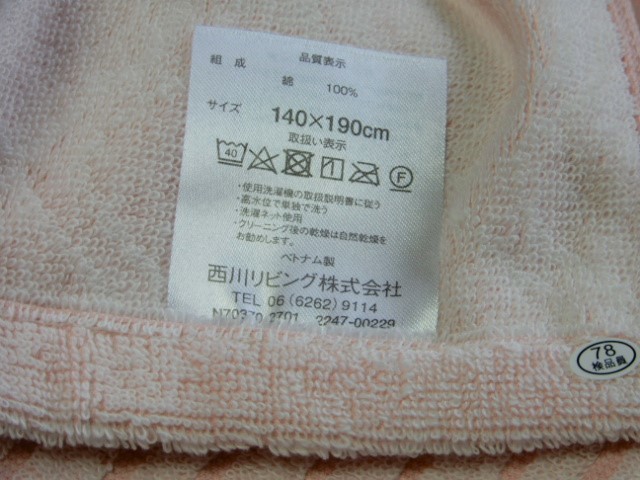 品質表示
組成
綿 100%
サイズ
140×190cm
取扱い表示
40 F
・使用洗濯機の取扱説明書に従う
・高水位で単独で洗う
・洗濯ネット使用
・クリーニング後の乾燥は自然乾燥を
お勧めします。
ベトナム製
西川リビング株式会社
TEL 06(6262)9114
N70370 2701 2247-00229
78
検品員